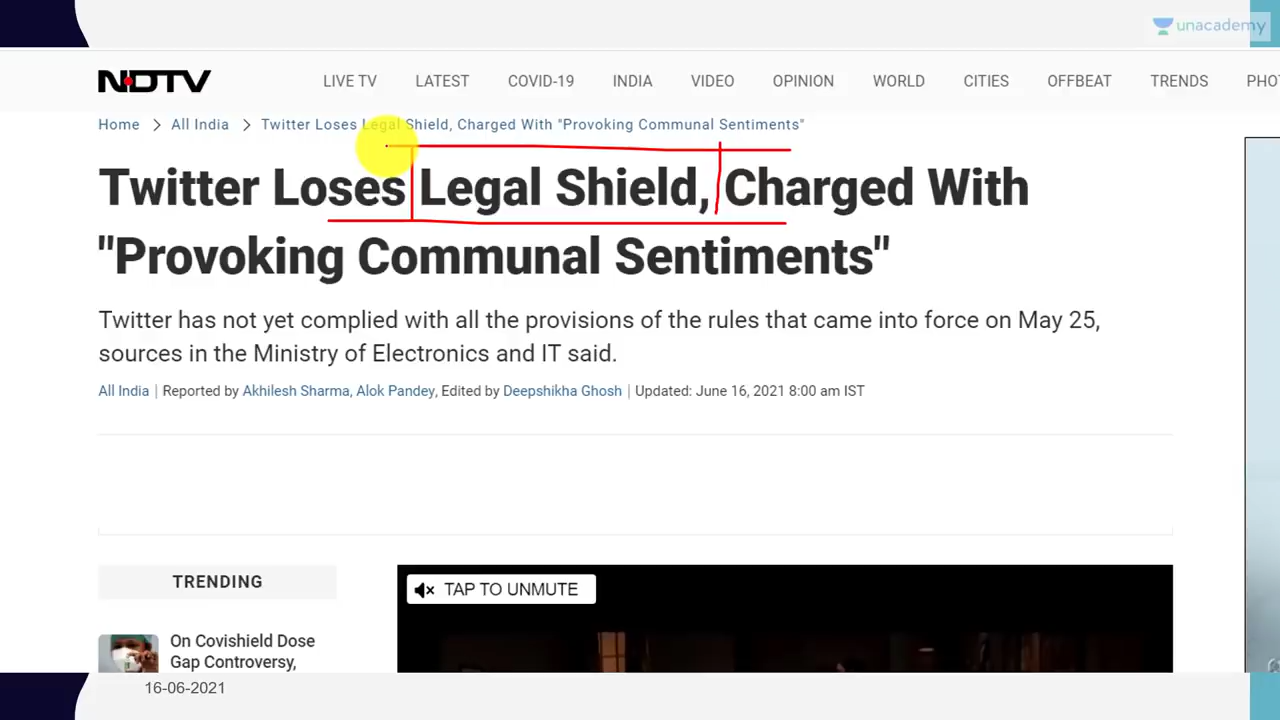 unacademy
NDTV LIVE TV LATEST COVID-19 INDIA VIDEO OPINION WORLD CITIES OFFBEAT TRENDS PHO
Home > All India > Twitter Loses Legal Shield, Charged With "Provoking Communal Sentiments"
Twitter Loses Legal Shield, Charged With
"Provoking Communal Sentiments"
Twitter has not yet complied with all the provisions of the rules that came into force on May 25,
sources in the Ministry of Electronics and IT said.
All India | Reported by Akhilesh Sharma, Alok Pandey, Edited by Deepshikha Ghosh | Updated: June 16, 2021 8:00 am IST
TRENDING
TAP TO UNMUTE
On Covishield Dose
Gap Controversy,
16-06-2021